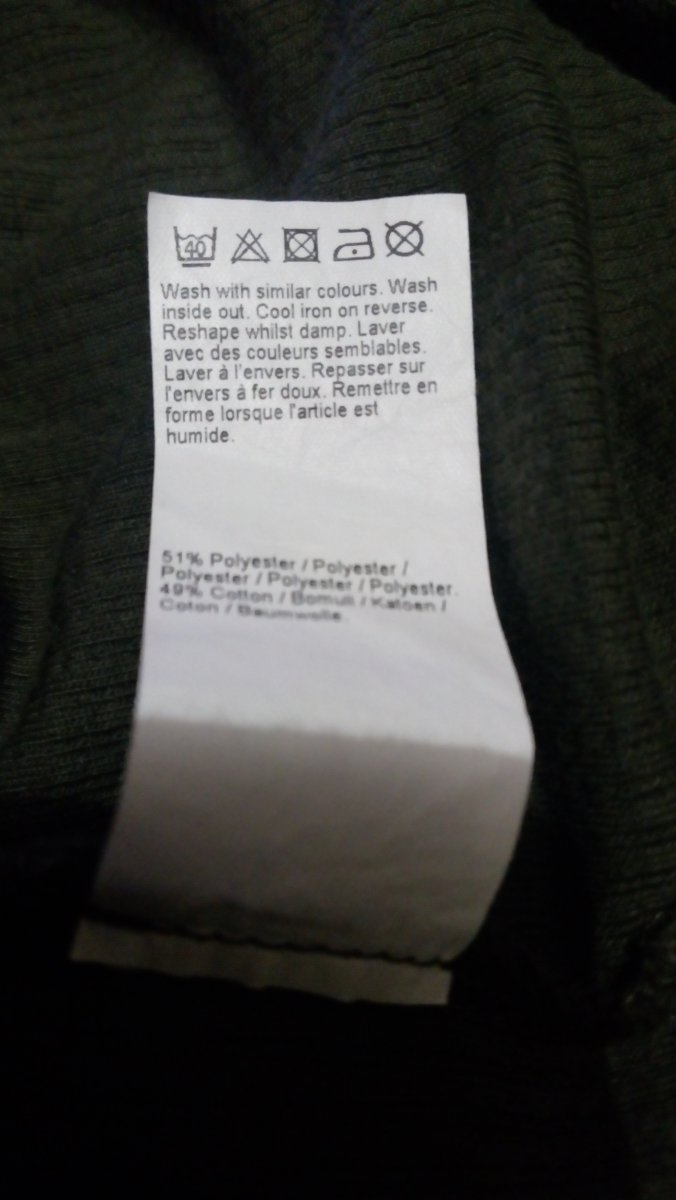 40
Wash with similar colours. Wash
inside out. Cool iron on reverse.
Reshape whilst damp. Laver
avec des couleurs semblables.
Laver à l'envers. Repasser sur
l'envers à fer doux. Remettre en
forme lorsque l'article est
humide.
51% Polyester / Polyester /
Polyester / Polyester / Polyester.
49% Cotton / Bomull / Katoen /
Coton / Baumwolle.